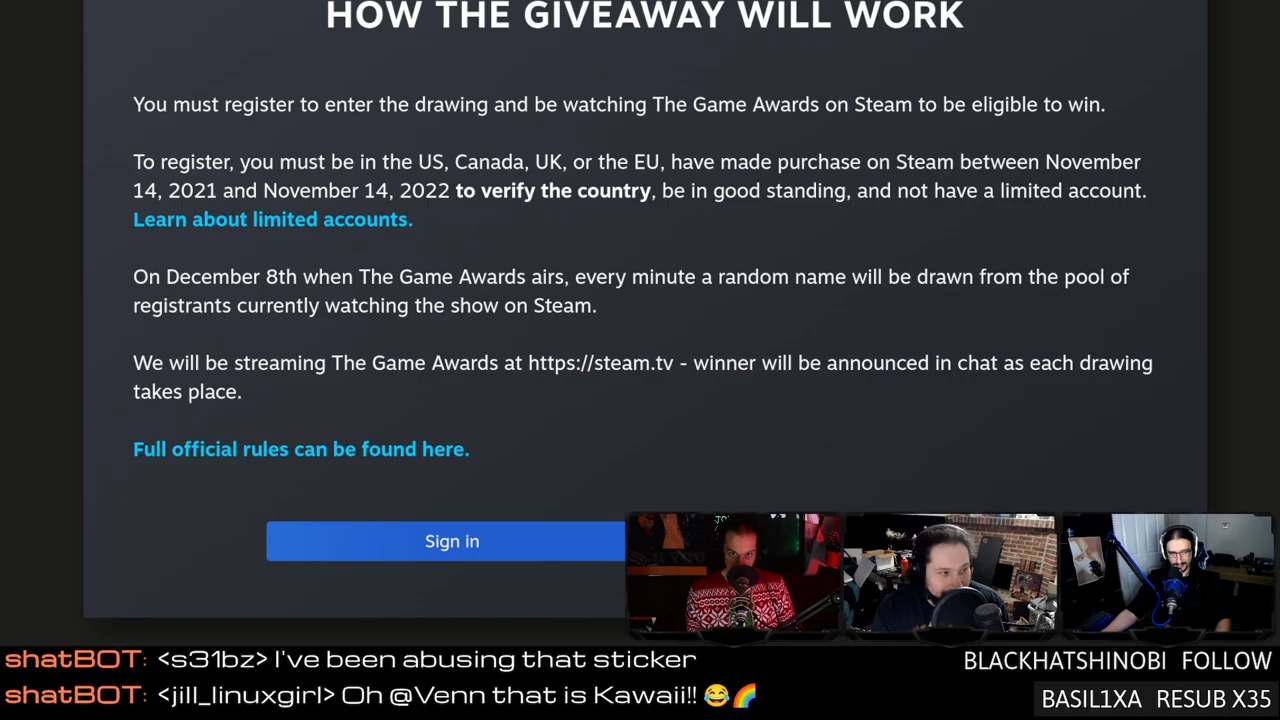 HOW THE GIVEAWAY WILL WORK
You must register to enter the drawing and be watching The Game Awards on Steam to be eligible to win.
To register, you must be in the US, Canada, UK, or the EU, have made purchase on Steam between November
14, 2021 and November 14, 2022 to verify the country, be in good standing, and not have a limited account.
Learn about limited accounts.
On December 8th when The Game Awards airs, every minute a random name will be drawn from the pool of
registrants currently watching the show on Steam.
We will be streaming The Game Awards at https://steam.tv - winner will be announced in chat as each drawing
takes place.
Full official rules can be found here.
Sign in
shatBOT: <s31bz> I've been abusing that sticker
BLACKHATSHINOBI FOLLOW
shatBOT: <jill_linuxgirl> Oh @Venn that is Kawaii!! 😂🌈
BASIL1XA RESUB X35